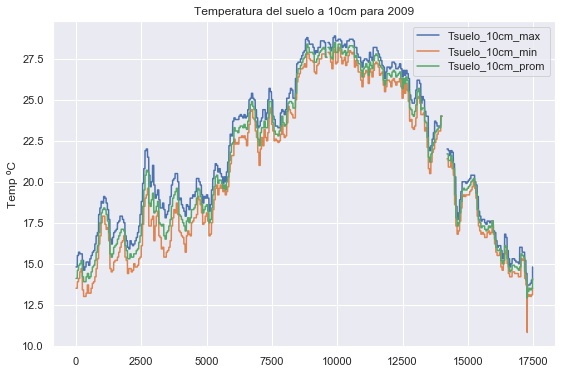 Temperatura del suelo a 10cm para 2009
Tsuelo_10cm_max
Tsuelo_10cm_min
Tsuelo_10cm_prom
Temp ºC
27.5
25.0
22.5
20.0
17.5
15.0
12.5
10.0
0 2500 5000 7500 10000 12500 15000 17500